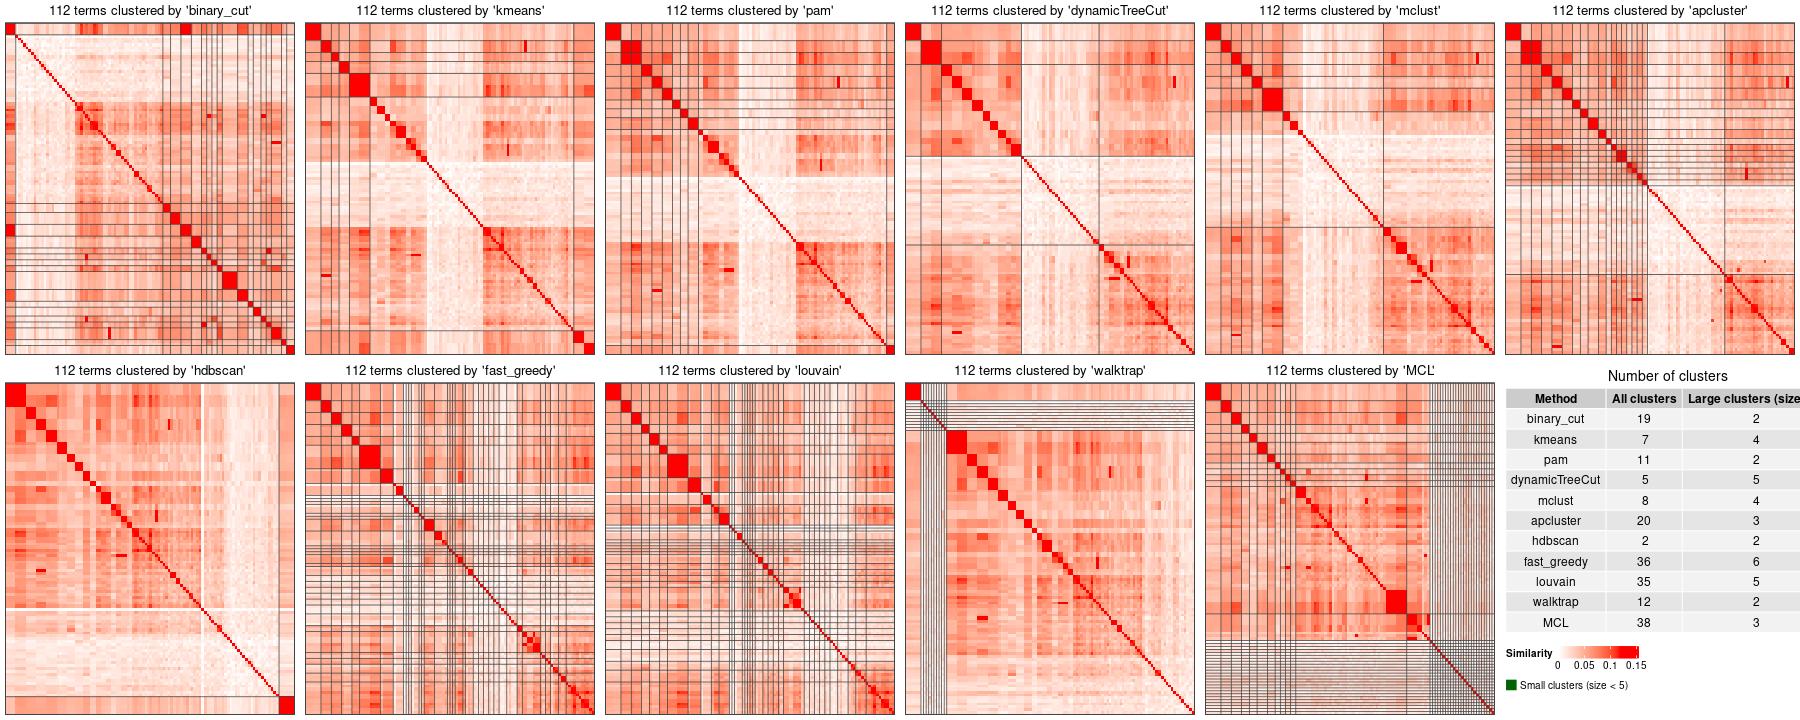 112 terms clustered by 'binary_cut'
112 terms clustered by 'kmeans'
112 terms clustered by 'pam'
112 terms clustered by 'dynamicTreeCut'
112 terms clustered by 'mclust'
112 terms clustered by 'apcluster'
112 terms clustered by 'hdbscan'
112 terms clustered by 'fast_greedy'
112 terms clustered by 'louvain'
112 terms clustered by 'walktrap'
112 terms clustered by 'MCL'
Number of clusters
Method All clusters Large clusters (size
binary_cut 19 2
kmeans 7 4
pam 11 2
dynamicTreeCut 5 5
mclust 8 4
apcluster 20 3
hdbscan 2 2
fast_greedy 36 6
louvain 35 5
walktrap 12 2
MCL 38 3
Similarity
0 0.05 0.1 0.15
Small clusters (size < 5)